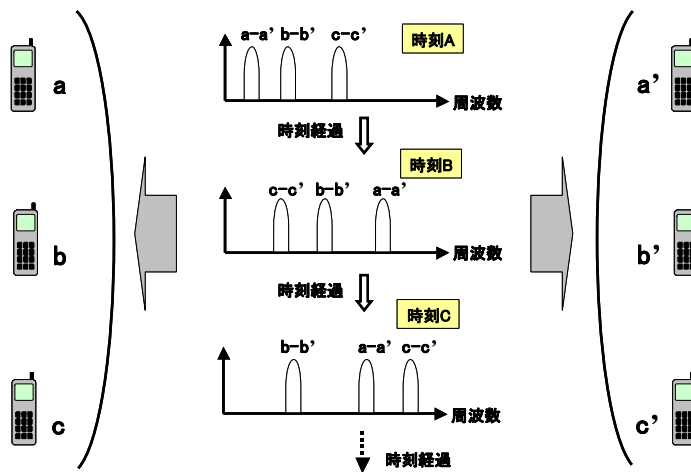 a-a’ b-b’ c-c’
時刻A
a
a’
周波数
時刻経過
時刻B
c-c’ b-b’ a-a’
b
b’
周波数
時刻経過
時刻C
b-b’ a-a’ c-c’
c
c’
周波数
時刻経過